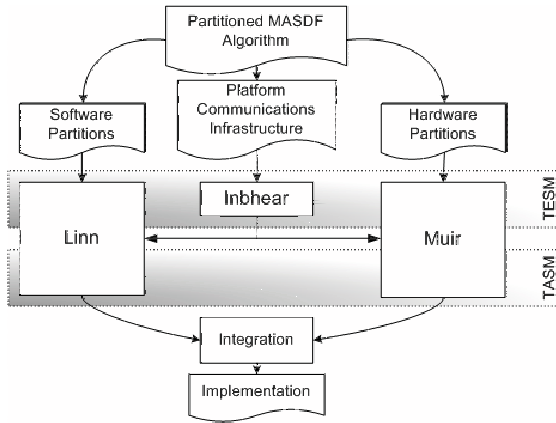 Partitioned MASDF
Algorithm
Software
Partitions
Platform
Communications
Infrastructure
Hardware
Partitions
Linn
Inbhear
Muir
TESM
TASM
Integration
Implementation